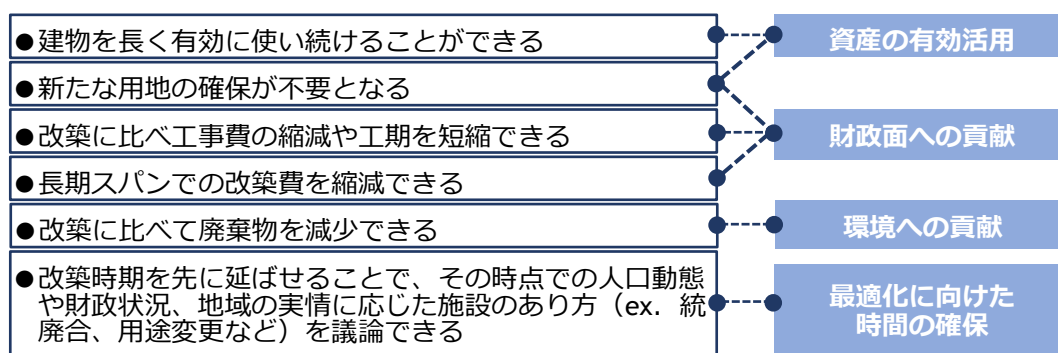 ●建物を長く有効に使い続けることができる
資産の有効活用
●新たな用地の確保が不要となる
●改築に比べ工事費の縮減や工期を短縮できる
財政面への貢献
●長期スパンでの改築費を縮減できる
●改築に比べて廃棄物を減少できる
環境への貢献
●改築時期を先に延ばせることで、その時点での人口動態
や財政状況、地域の実情に応じた施設のあり方（ex. 統
廃合、用途変更など）を議論できる
最適化に向けた
時間の確保